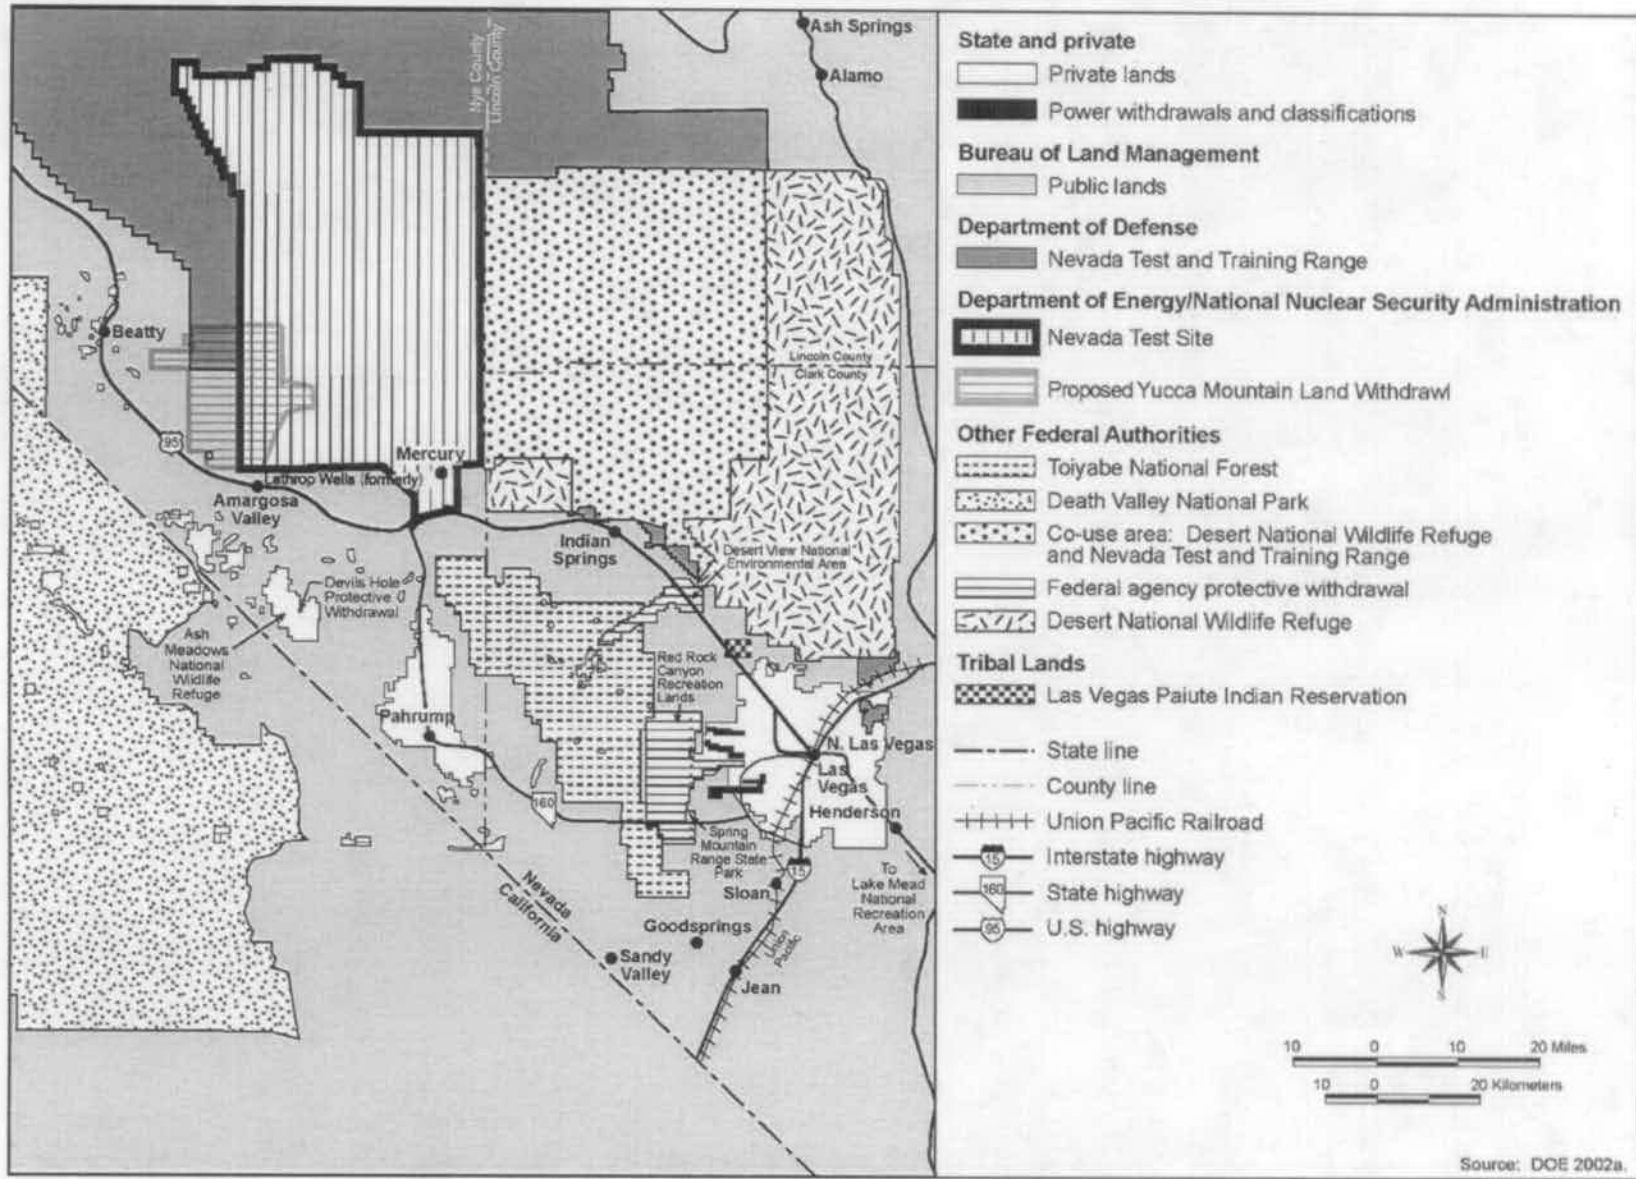 Ash Springs
Alamo
Nye County
Lincoln County
Beatty
Lincoln County
Clark County
95
Mercury
Lathrop Wells (formerly)
Amargosa
Valley
Indian
Springs
Desert View National
Environmental Area
Devils Hole
Protective
Withdrawal
Ash
Meadows
National
Wildlife
Refuge
Red Rock
Canyon
Recreation
Lands
Pahrump
N. Las Vegas
Las
Vegas
Henderson
160
Spring
Mountain
Range State
Park
15
Sloan
To
Lake Mead
National
Recreation
Area
Nevada
California
Goodsprings
Sandy
Valley
Union
Pacific
Jean
State and private
Private lands
Power withdrawals and classifications
Bureau of Land Management
Public lands
Department of Defense
Nevada Test and Training Range
Department of Energy/National Nuclear Security Administration
Nevada Test Site
Proposed Yucca Mountain Land Withdrawl
Other Federal Authorities
Toiyabe National Forest
Death Valley National Park
Co-use area: Desert National Wildlife Refuge
and Nevada Test and Training Range
Federal agency protective withdrawal
Desert National Wildlife Refuge
Tribal Lands
Las Vegas Paiute Indian Reservation
State line
County line
Union Pacific Railroad
15 Interstate highway
160 State highway
95 U.S. highway
N
W E
S
10 0 10 20 Miles
10 0 20 Kilometers
Source: DOE 2002a.